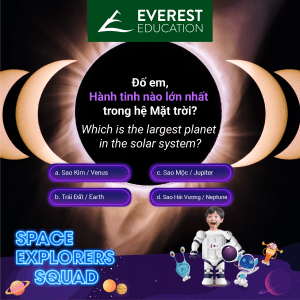 EVEREST
EDUCATION
Đố em,
Hành tinh nào lớn nhất
trong hệ Mặt trời?
Which is the largest planet
in the solar system?
a. Sao Kim / Venus
c. Sao Mộc / Jupiter
b. Trái Đất / Earth
d. Sao Hải Vương / Neptune
SPACE
EXPLORERS
SQUAD